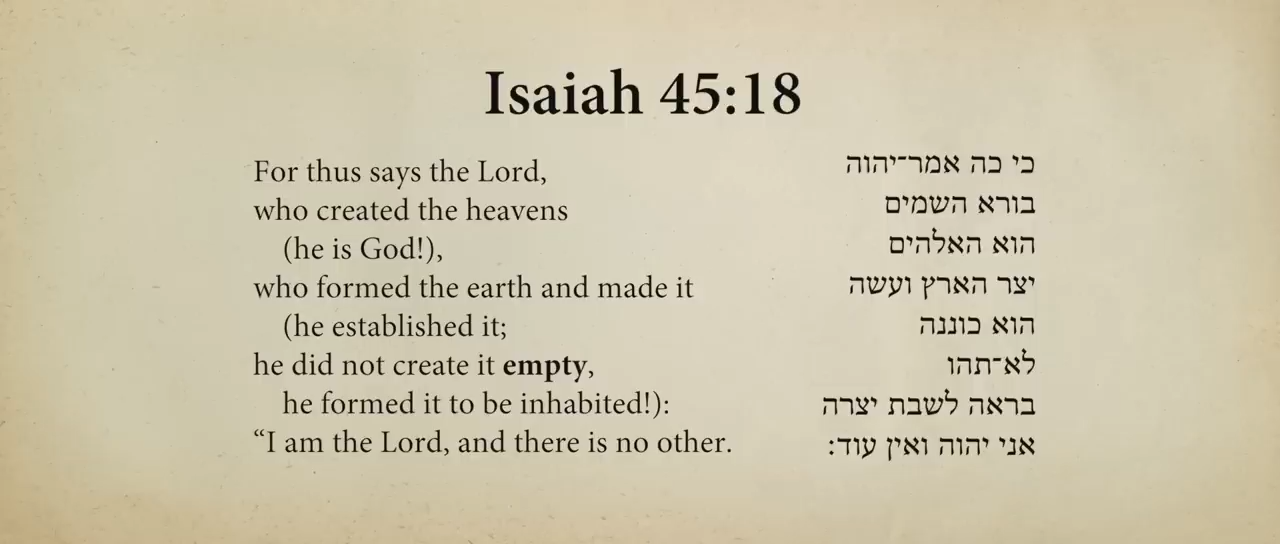 Isaiah 45:18
For thus says the Lord,
who created the heavens
(he is God!),
who formed the earth and made it
(he established it;
he did not create it empty,
he formed it to be inhabited!):
“I am the Lord, and there is no other.
כי כה אמר־יהוה
בורא השמים
הוא האלהים
יצר הארץ ועשה
הוא כוננה
לא־תהו
בראה לשבת יצרה
אני יהוה ואין עוד: